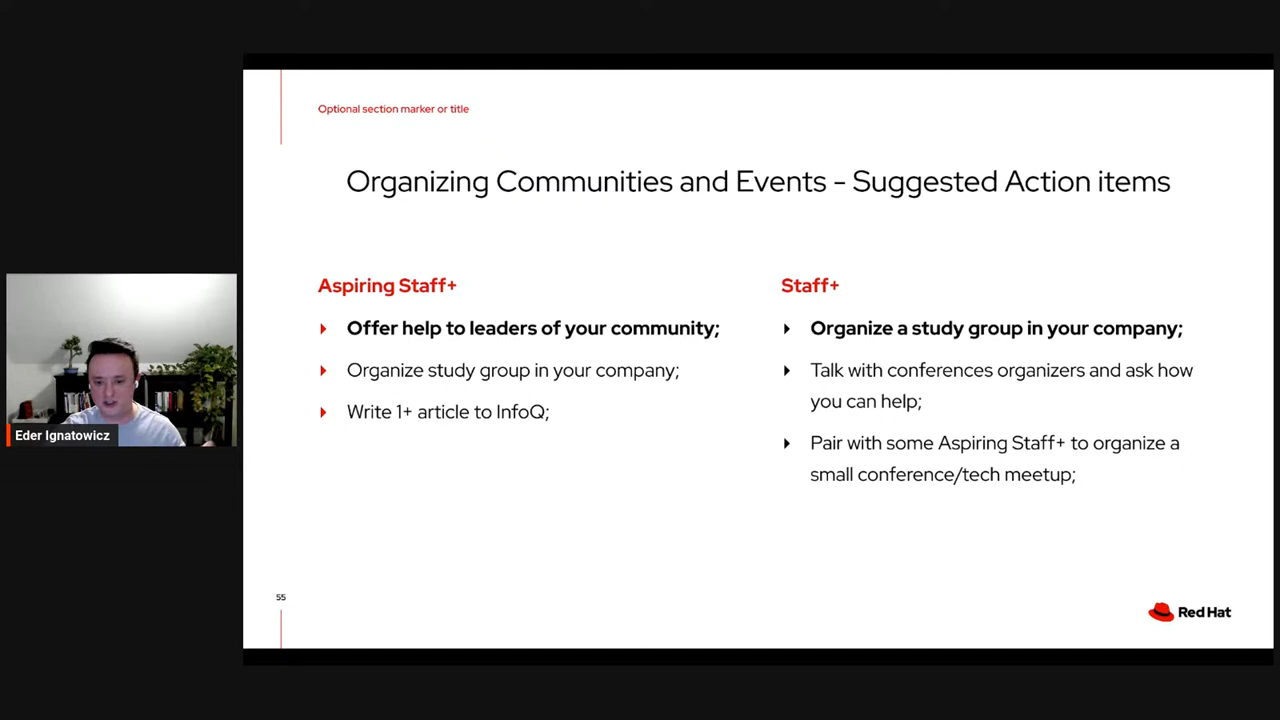 Optional section marker or title
Organizing Communities and Events - Suggested Action items
Aspiring Staff+
Offer help to leaders of your community;
Organize study group in your company;
Write 1+ article to InfoQ;
Staff+
Organize a study group in your company;
Talk with conferences organizers and ask how
you can help;
Pair with some Aspiring Staff+ to organize a
small conference/tech meetup;
Eder Ignatowicz
55
Red Hat